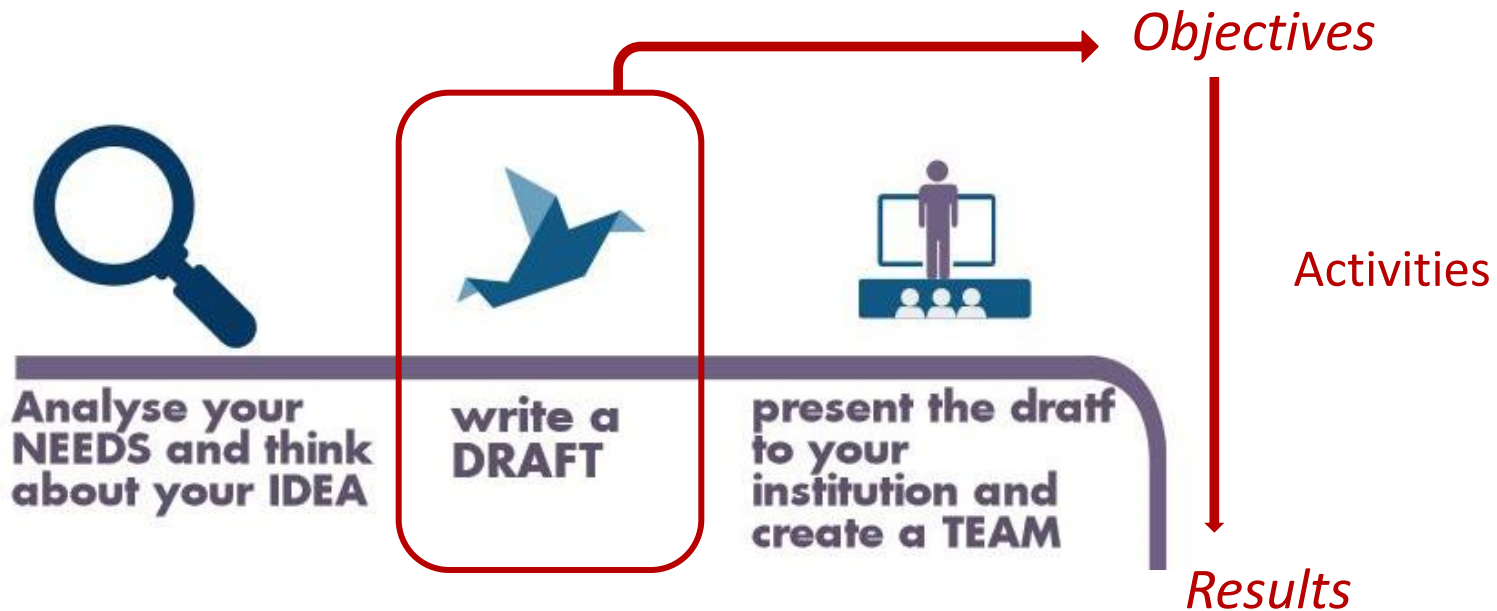 Objectives
Activities
Analyse your
NEEDS and think
about your IDEA
write a
DRAFT
present the dratf
to your
institution and
create a TEAM
Results